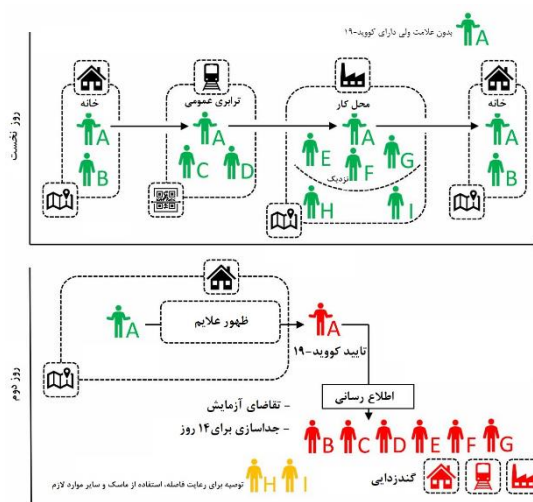 بدون علامت ولی دارای کووید-۱۹
A
روز نخست
خانه
ترابری عمومی
محل کار
خانه
A
A
A
A
B
C
D
E
F
G
B
نزدیک
H
I
روز دوم
A
ظهور علایم
A
تایید کووید-۱۹
اطلاع رسانی
- تقاضای آزمایش
- جداسازی برای۱۴ روز
B
C
D
E
F
G
گندزدایی
H
I
توصیه برای رعایت فاصله، استفاده از ماسک و سایر موارد لازم